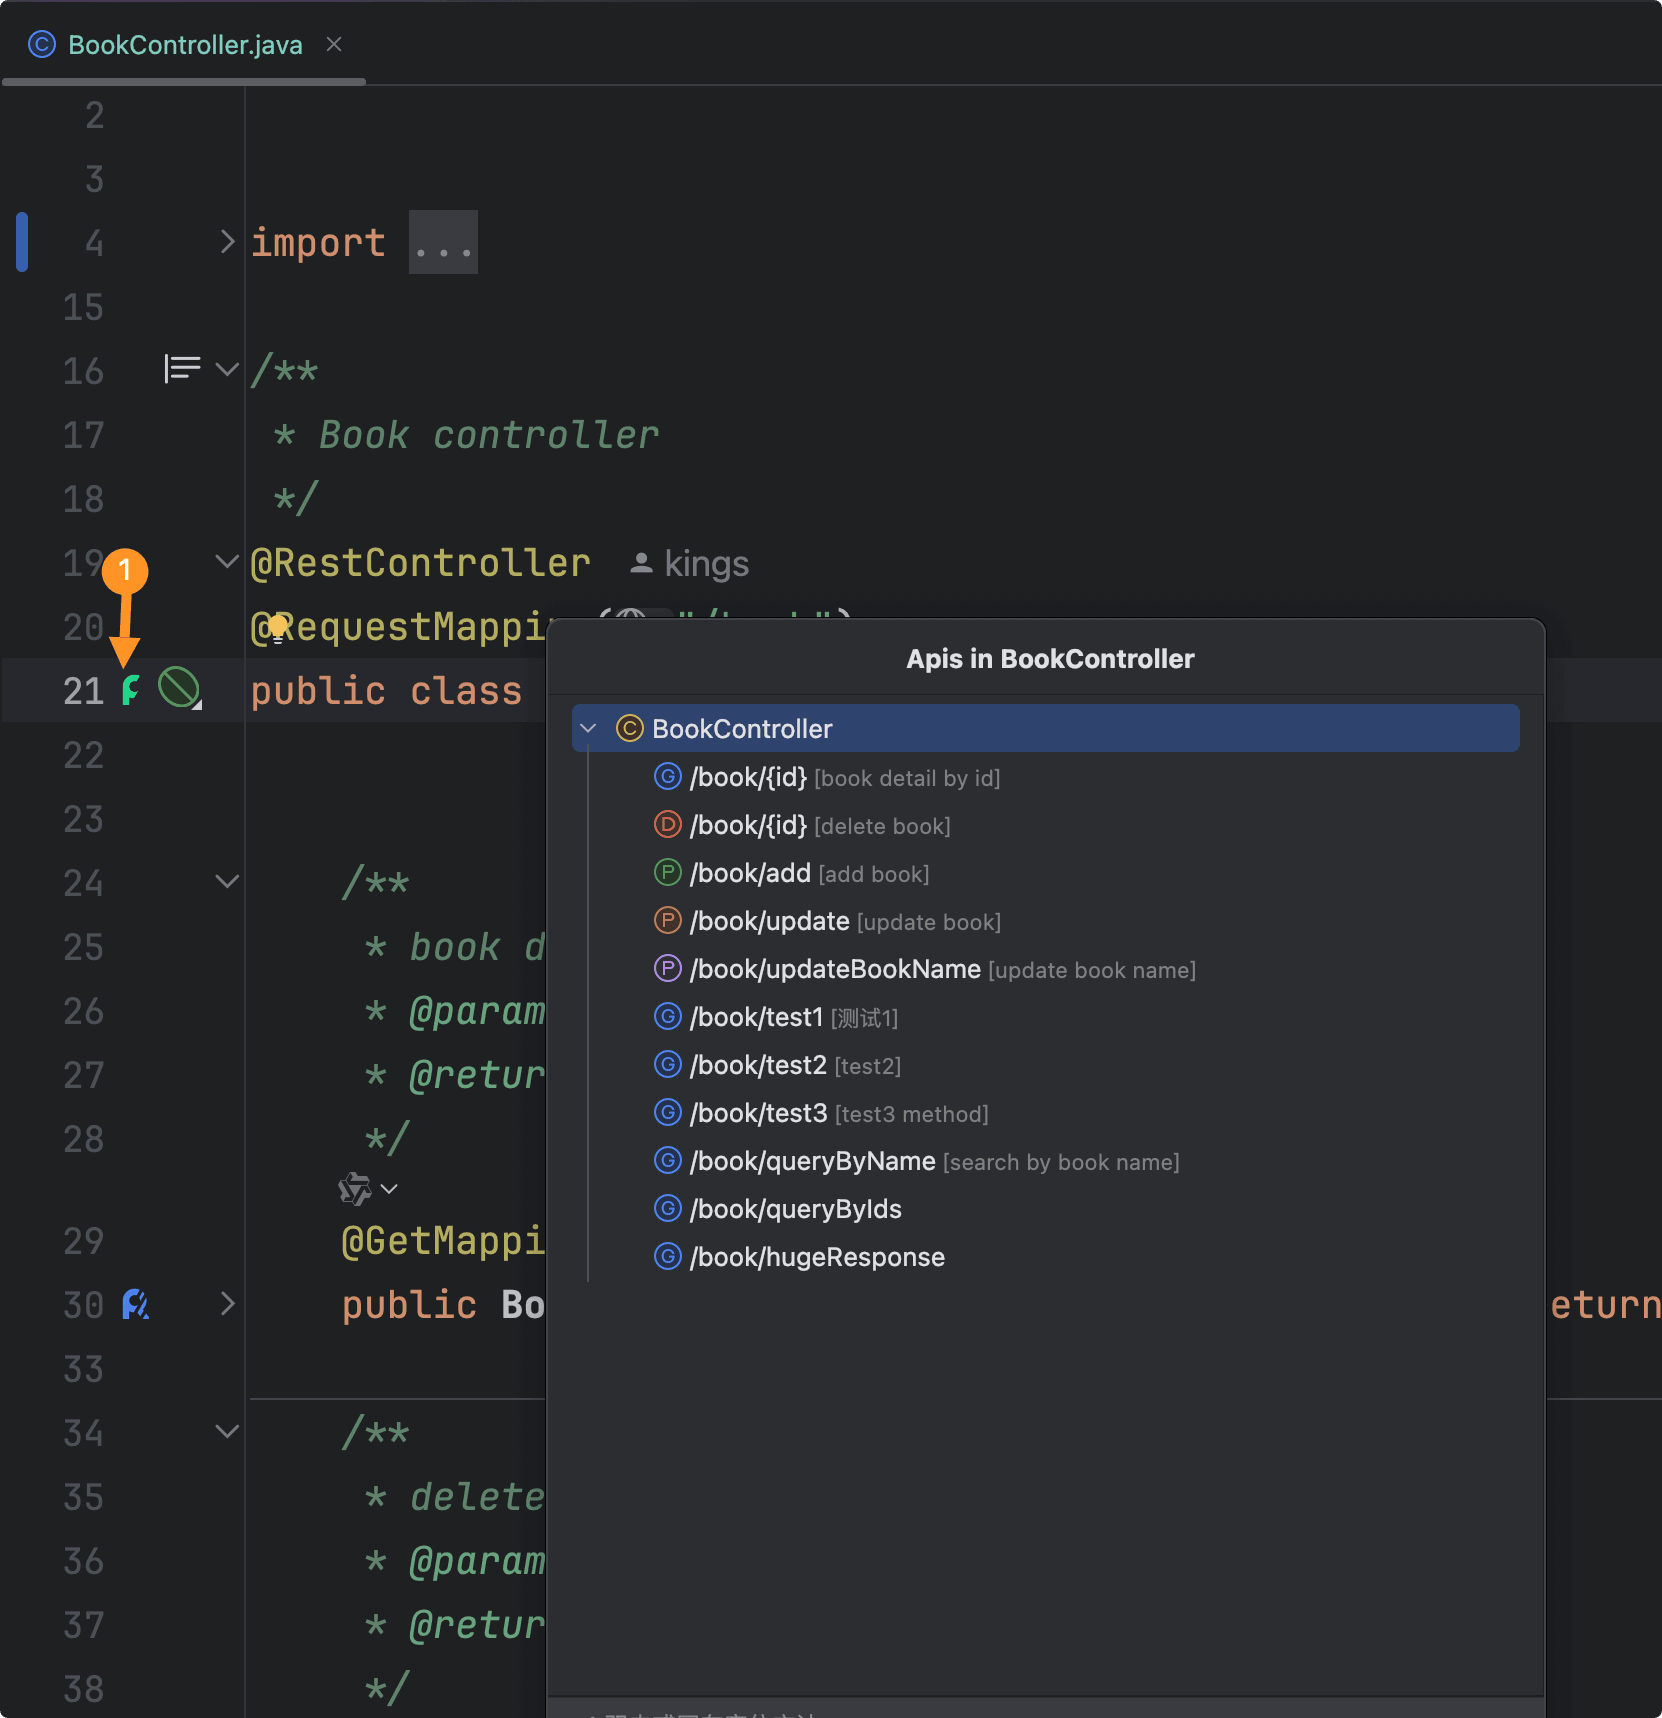 BookController.java
2
3
4 import ...
15
16 /**
17 * Book controller
18 */
19 @RestController kings
1
20 @RequestMappin
21 public class
22
23
24 /**
25 * book d
26 * @param
27 * @retur
28 */
29 @GetMappi
30 public Bo eturn
33
34 /**
35 * delete
36 * @param
37 * @retur
38 */
Apis in BookController
C BookController
G /book/{id} [book detail by id]
D /book/{id} [delete book]
P /book/add [add book]
P /book/update [update book]
P /book/updateBookName [update book name]
G /book/test1 [测试1]
G /book/test2 [test2]
G /book/test3 [test3 method]
G /book/queryByName [search by book name]
G /book/queryByIds
G /book/hugeResponse